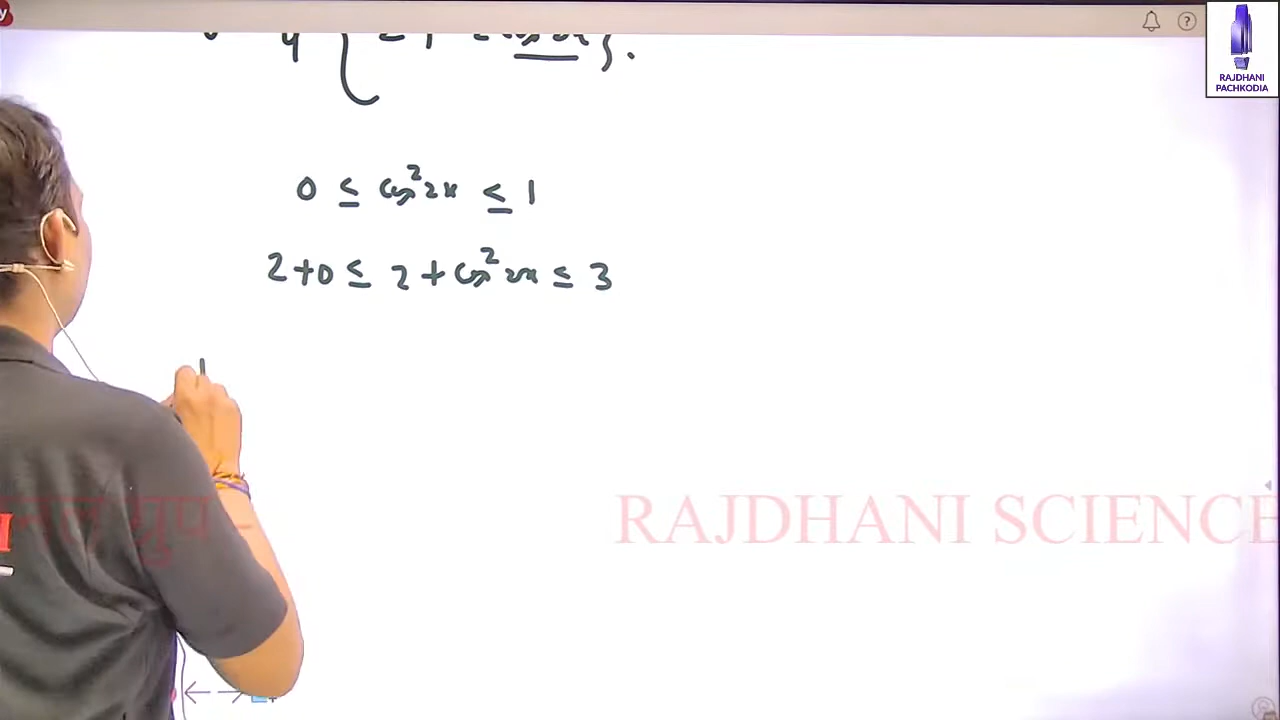 RAJDHANI
PACHKODIA
0 ≤ cos²2x ≤ 1
2+0 ≤ 2 + cos²2x ≤ 3
RAJDHANI SCIENCE